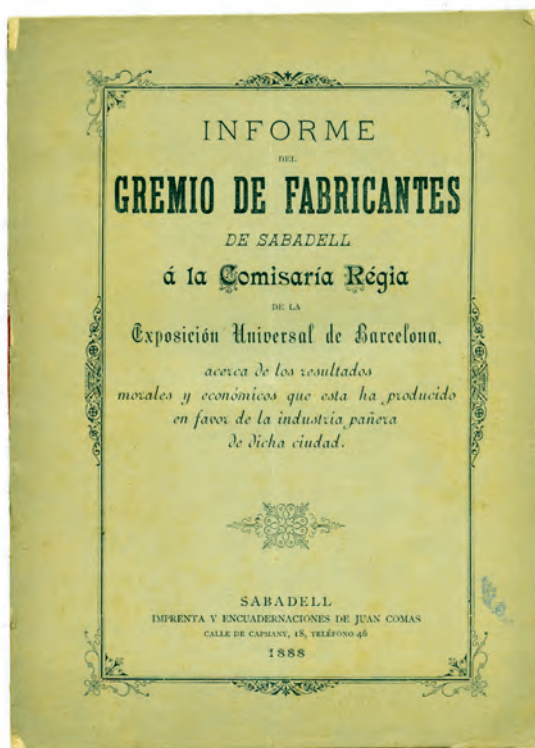 INFORME
DEL
GREMIO DE FABRICANTES
DE SABADELL
á la Comisaría Régia
DE LA
Exposición Universal de Barcelona,
acerca de los resultados
morales y económicos que esta ha producido
en favor de la industria pañera
de dicha ciudad.
SABADELL
IMPRENTA Y ENCUADERNACIONES DE JUAN COMAS
CALLE DE CAPMANY, 18, TELÉFONO 46
1888